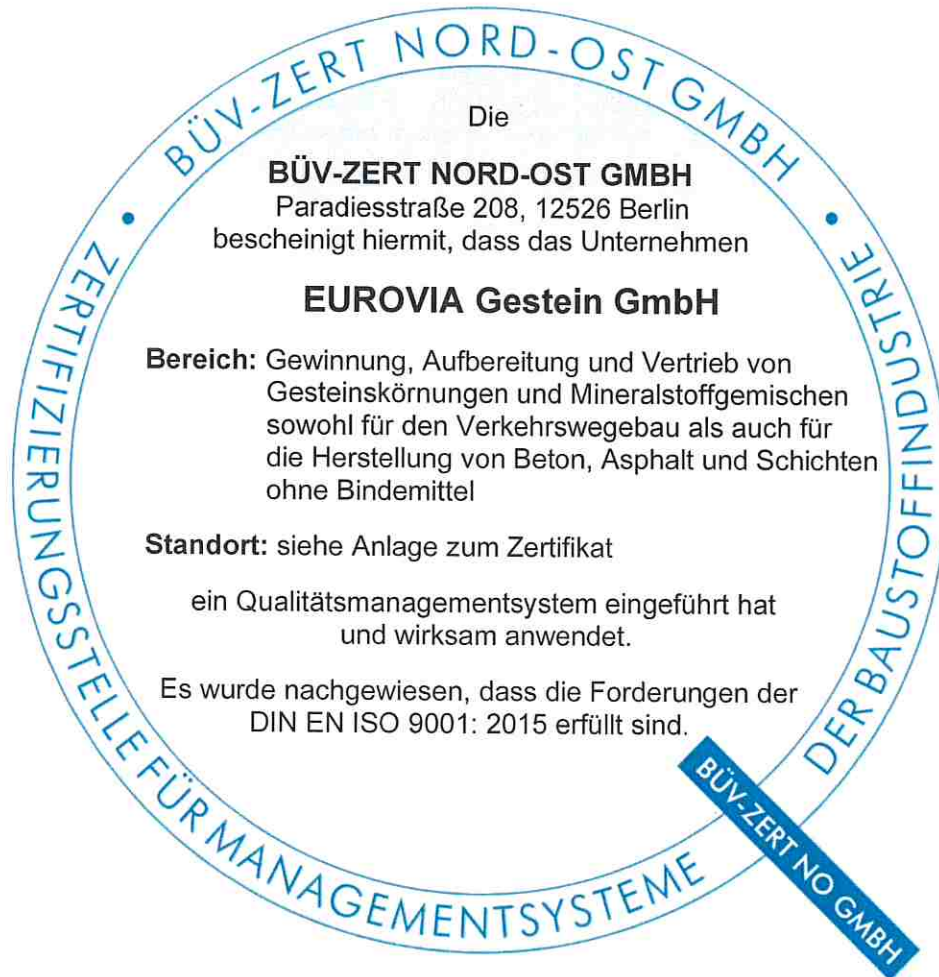 BÜV-ZERT NORD-OST GMBH
Die
BÜV-ZERT NORD-OST GMBH
Paradiesstraße 208, 12526 Berlin
bescheinigt hiermit, dass das Unternehmen
EUROVIA Gestein GmbH
Bereich: Gewinnung, Aufbereitung und Vertrieb von
Gesteinskörnungen und Mineralstoffgemischen
sowohl für den Verkehrswegebau als auch für
die Herstellung von Beton, Asphalt und Schichten
ohne Bindemittel
Standort: siehe Anlage zum Zertifikat
ein Qualitätsmanagementsystem eingeführt hat
und wirksam anwendet.
Es wurde nachgewiesen, dass die Forderungen der
DIN EN ISO 9001: 2015 erfüllt sind.
• ZERTIFIZIERUNGSSTELLE FÜR MANAGEMENTSYSTEME DER BAUSTOFFINDUSTRIE •
BÜV-ZERT NO GMBH